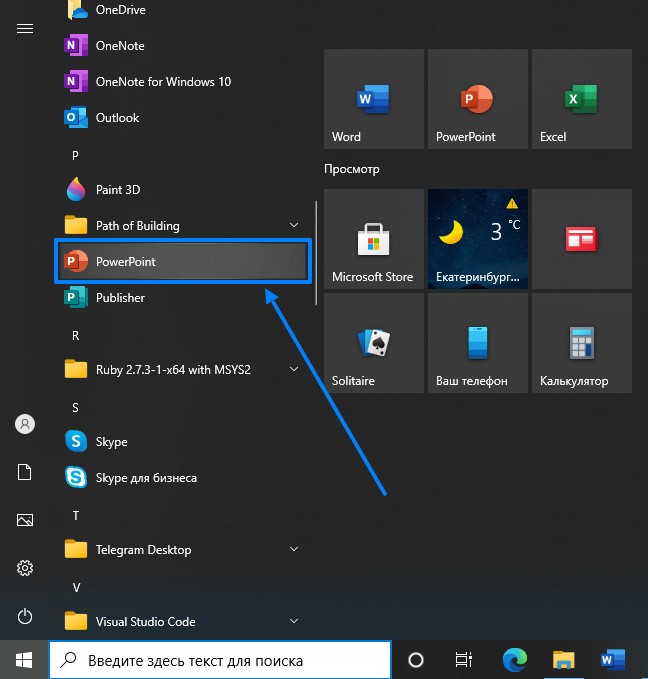 OneDrive
OneNote
OneNote for Windows 10
Outlook
P
Paint 3D
Path of Building
PowerPoint
Publisher
R
Ruby 2.7.3-1-x64 with MSYS2
S
Skype
Skype для бизнеса
T
Telegram Desktop
V
Visual Studio Code
Word
PowerPoint
Excel
Просмотр
Microsoft Store
3 °C
Екатеринбург...
Solitaire
Ваш телефон
Калькулятор
Введите здесь текст для поиска